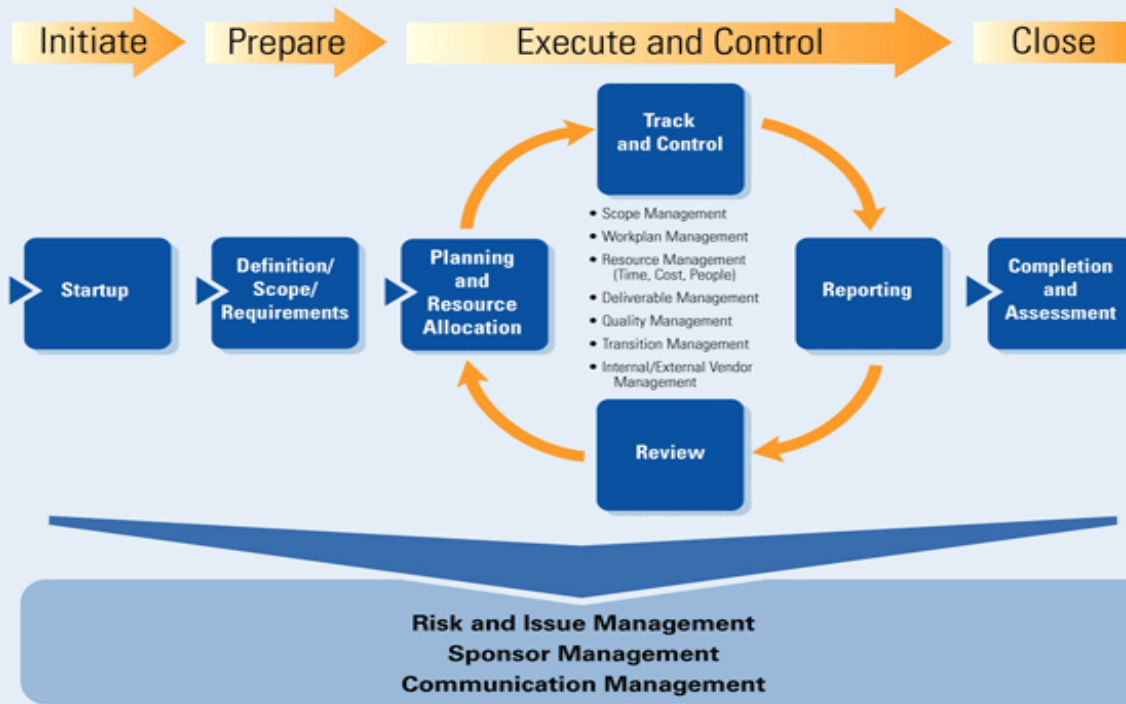 Initiate
Prepare
Execute and Control
Close
Startup
Definition/
Scope/
Requirements
Planning
and
Resource
Allocation
Track
and Control
• Scope Management
• Workplan Management
• Resource Management
(Time, Cost, People)
• Deliverable Management
• Quality Management
• Transition Management
• Internal/External Vendor
Management
Review
Reporting
Completion
and
Assessment
Risk and Issue Management
Sponsor Management
Communication Management